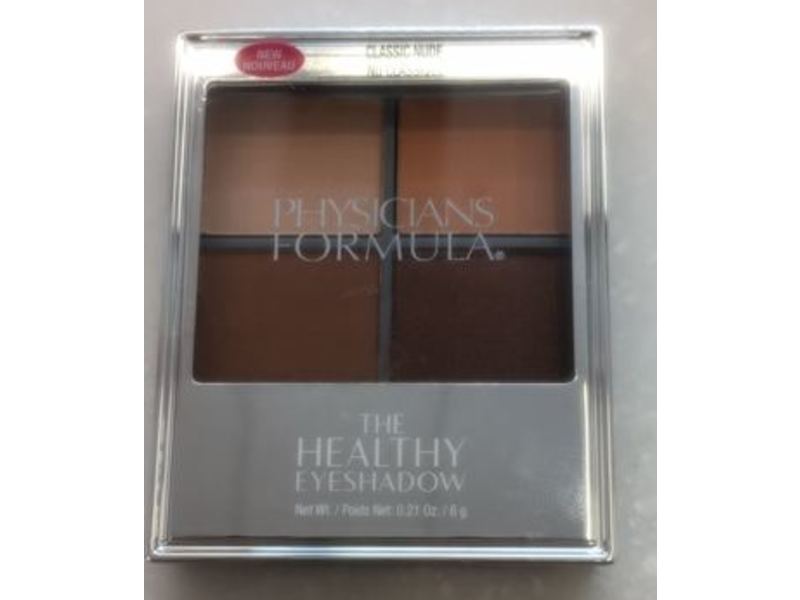 NEW
NOUVEAU
CLASSIC NUDE
PHYSICIANS
FORMULA®
THE
HEALTHY
EYESHADOW
Net Wt. / Poids Net: 0.21 Oz. / 6 g